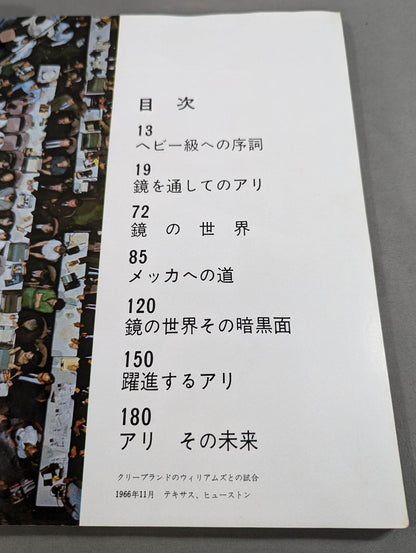 目 次
13
ヘビー級への序詞
19
鏡を通してのアリ
72
鏡 の 世 界
85
メッカへの道
120
鏡の世界その暗黒面
150
躍進するアリ
180
アリ その未来
クリーブランドのウィリアムズとの試合
1966年11月 テキサス、ヒューストン